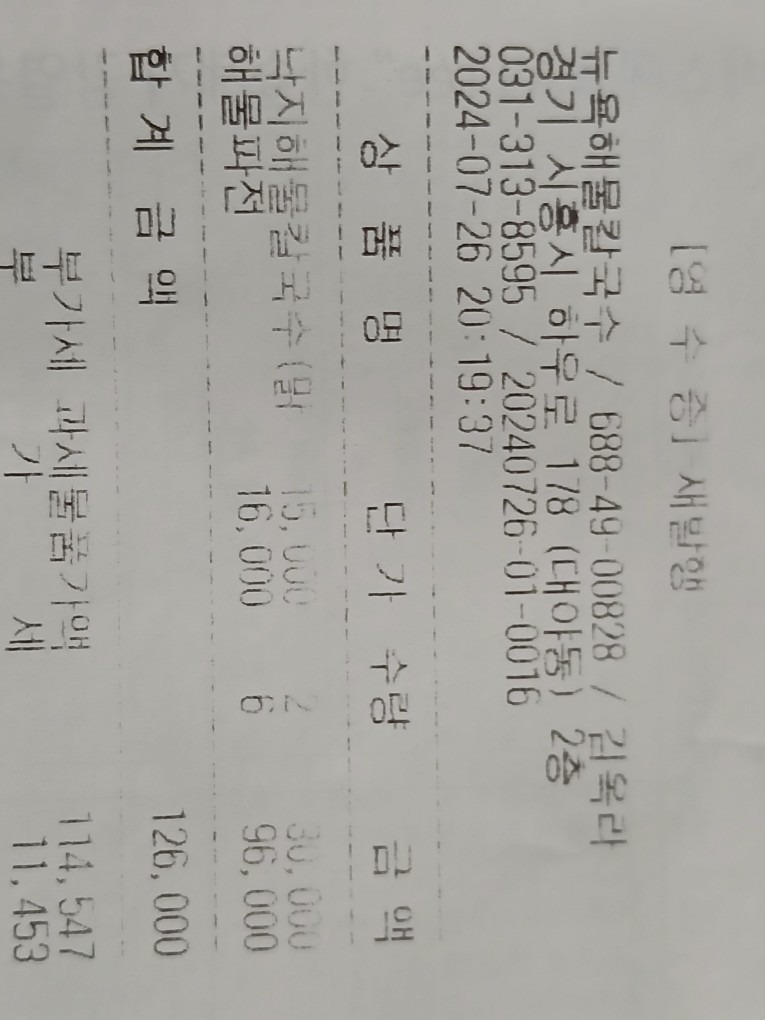 [영 수 증] 재발행
뉴욕해물칼국수 / 688-49-00828 / 김옥라
경기 시흥시 하우로 178 (대야동) 2층
031-313-8595 / 20240726-01-0016
2024-07-26 20:19:37
상 품 명 단 가 수량 금 액
낙지해물칼국수(맑 15,000 2 30,000
해물파전 16,000 6 96,000
합 계 금 액 126,000
부가세 과세물품가액 114,547
부 가 세 11,453